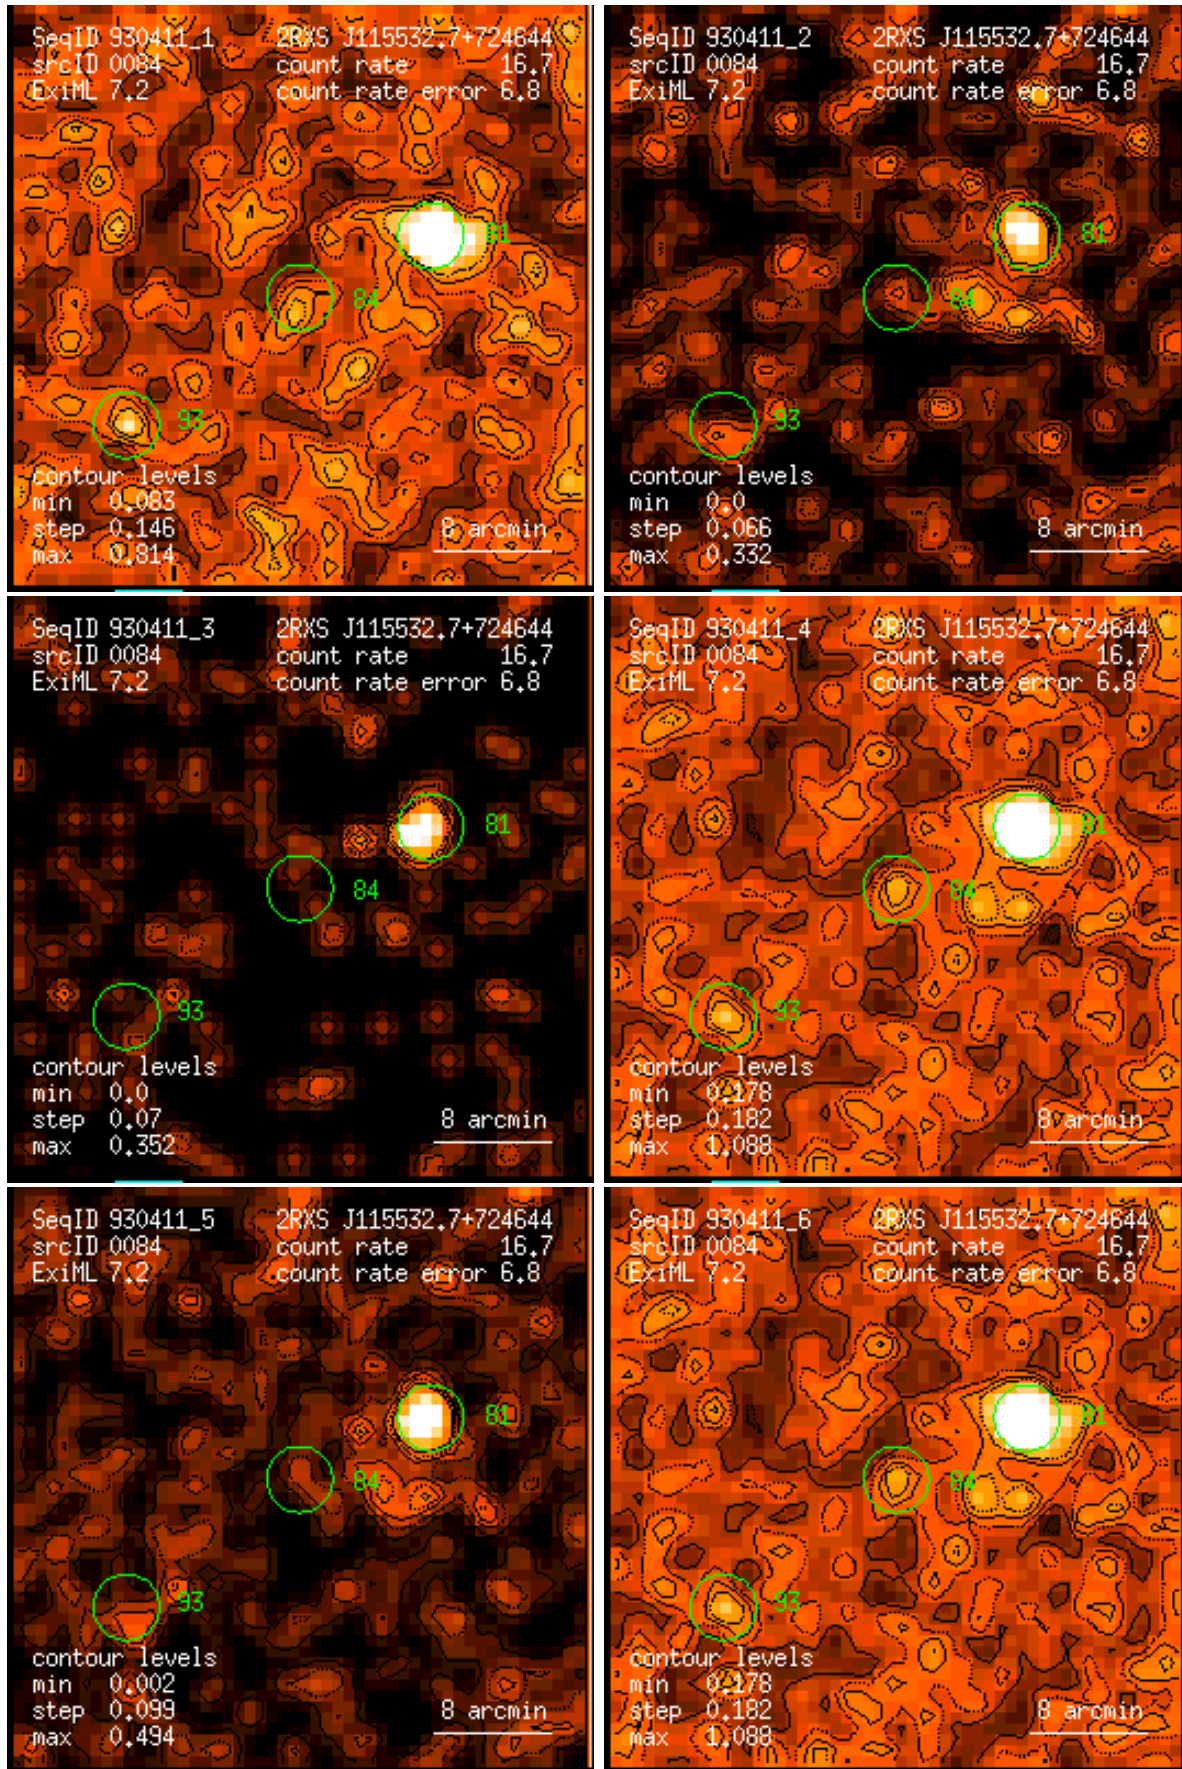 SeqID 930411_1 2RXS J115532.7+724644
srcID 0084 count rate 16.7
ExiML 7.2 count rate error 6.8
81
84
93
contour levels
min 0.083
step 0.146 8 arcmin
max 0.814
SeqID 930411_2 2RXS J115532.7+724644
srcID 0084 count rate 16.7
ExiML 7.2 count rate error 6.8
81
84
93
contour levels
min 0.0
step 0.066 8 arcmin
max 0.332
SeqID 930411_3 2RXS J115532.7+724644
srcID 0084 count rate 16.7
ExiML 7.2 count rate error 6.8
81
84
93
contour levels
min 0.0
step 0.07 8 arcmin
max 0.352
SeqID 930411_4 2RXS J115532.7+724644
srcID 0084 count rate 16.7
ExiML 7.2 count rate error 6.8
81
84
93
contour levels
min 0.178
step 0.182 8 arcmin
max 1.088
SeqID 930411_5 2RXS J115532.7+724644
srcID 0084 count rate 16.7
ExiML 7.2 count rate error 6.8
81
84
93
contour levels
min 0.002
step 0.099 8 arcmin
max 0.494
SeqID 930411_6 2RXS J115532.7+724644
srcID 0084 count rate 16.7
ExiML 7.2 count rate error 6.8
81
84
93
contour levels
min 0.178
step 0.182 8 arcmin
max 1.088